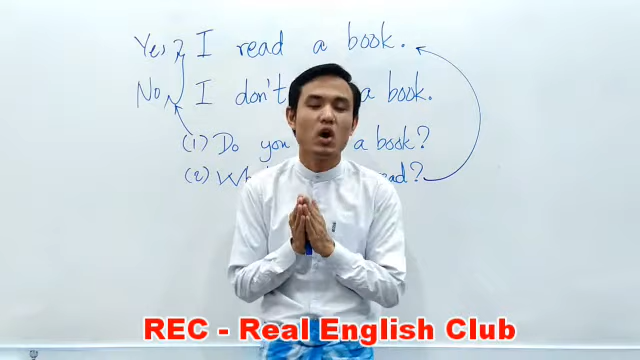 Yes, I read a book.
No, I don't a book.
(1) Do you a book?
(2) Wh ead?
REC - Real English Club